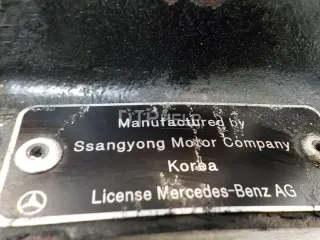 Manufactured by
Ssangyong Motor Company
Korea
License Mercedes-Benz AG